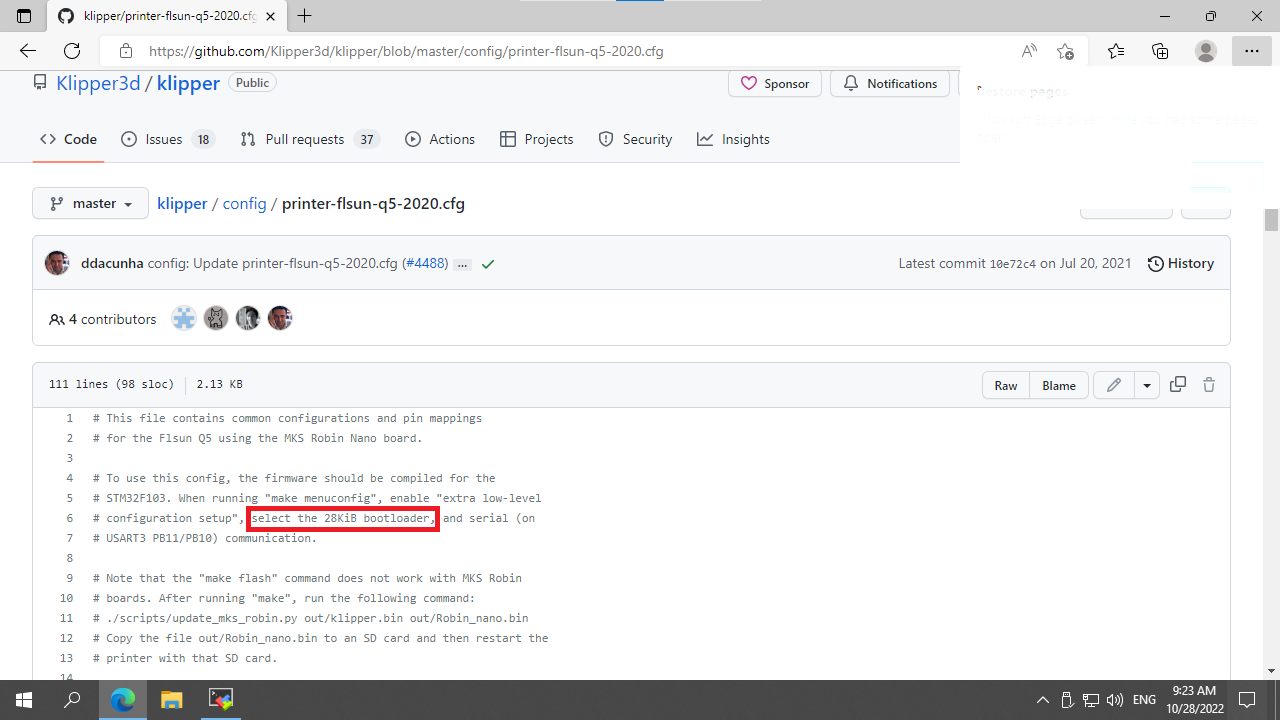 klipper/printer-flsun-q5-2020.cfg
https://github.com/Klipper3d/klipper/blob/master/config/printer-flsun-q5-2020.cfg
Klipper3d / klipper Public
Sponsor Notifications
Restore pages
Code Issues 18 Pull requests 37 Actions Projects Security Insights
master klipper / config / printer-flsun-q5-2020.cfg
ddacunha config: Update printer-flsun-q5-2020.cfg (#4488) ... Latest commit 10e72c4 on Jul 20, 2021 History
4 contributors
111 lines (98 sloc) 2.13 KB Raw Blame
1 # This file contains common configurations and pin mappings
2 # for the Flsun Q5 using the MKS Robin Nano board.
3
4 # To use this config, the firmware should be compiled for the
5 # STM32F103. When running "make menuconfig", enable "extra low-level
6 # configuration setup", select the 28KiB bootloader, and serial (on
7 # USART3 PB11/PB10) communication.
8
9 # Note that the "make flash" command does not work with MKS Robin
10 # boards. After running "make", run the following command:
11 # ./scripts/update_mks_robin.py out/klipper.bin out/Robin_nano.bin
12 # Copy the file out/Robin_nano.bin to an SD card and then restart the
13 # printer with that SD card.
14
ENG
9:23 AM
10/28/2022